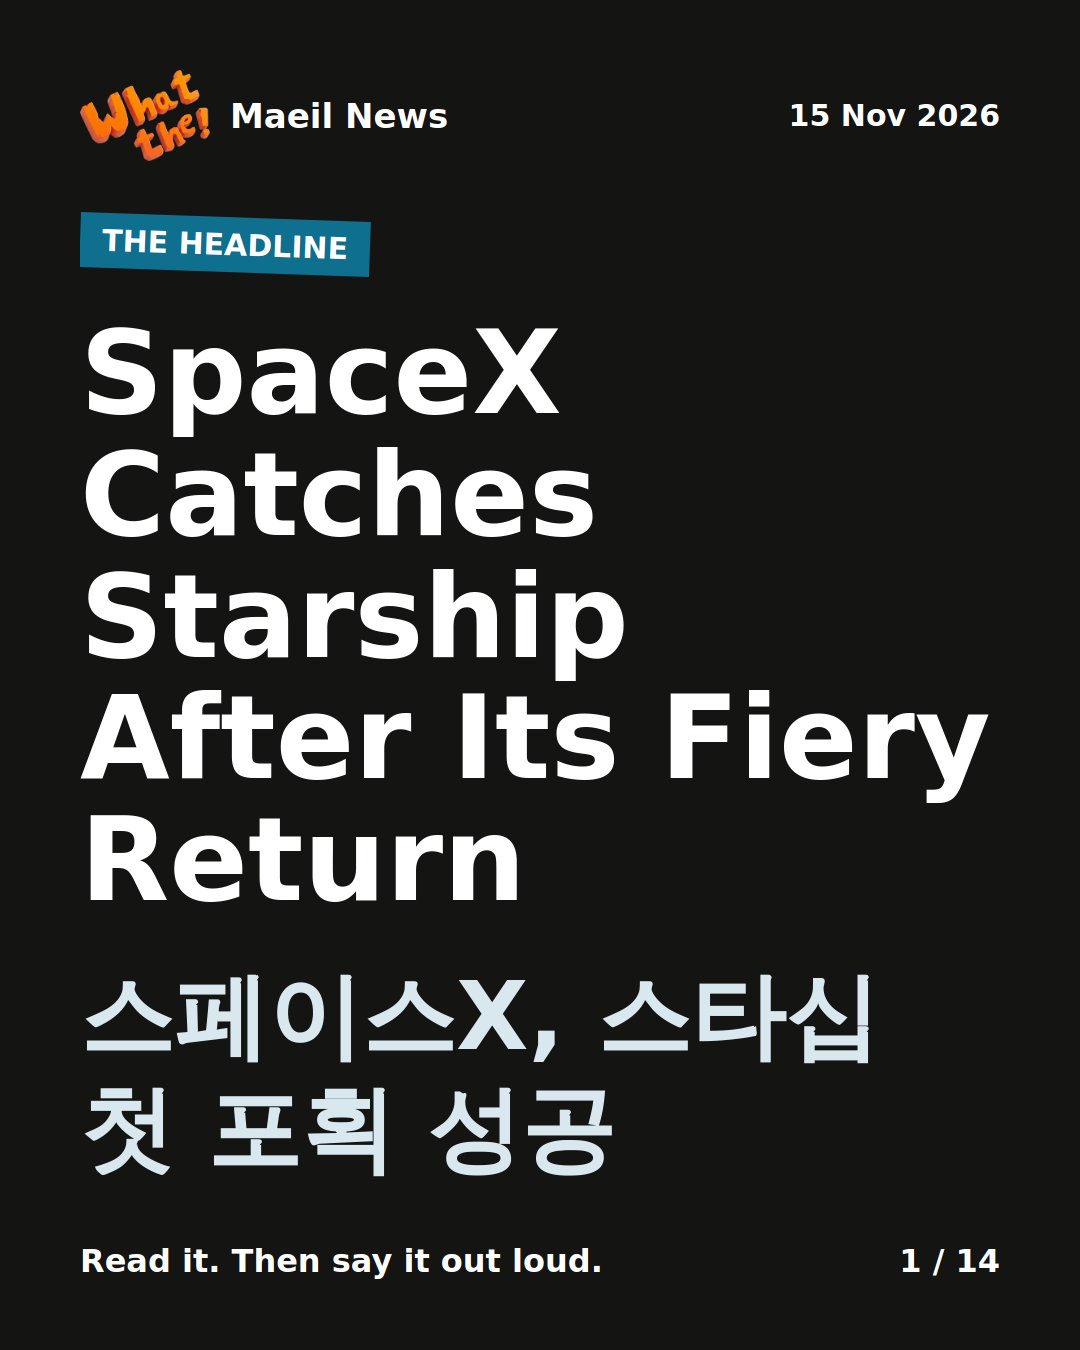 What the!
Maeil News
15 Nov 2026
THE HEADLINE
SpaceX
Catches
Starship
After Its Fiery
Return
스페이스X, 스타십
첫 포획 성공
Read it. Then say it out loud.
1 / 14